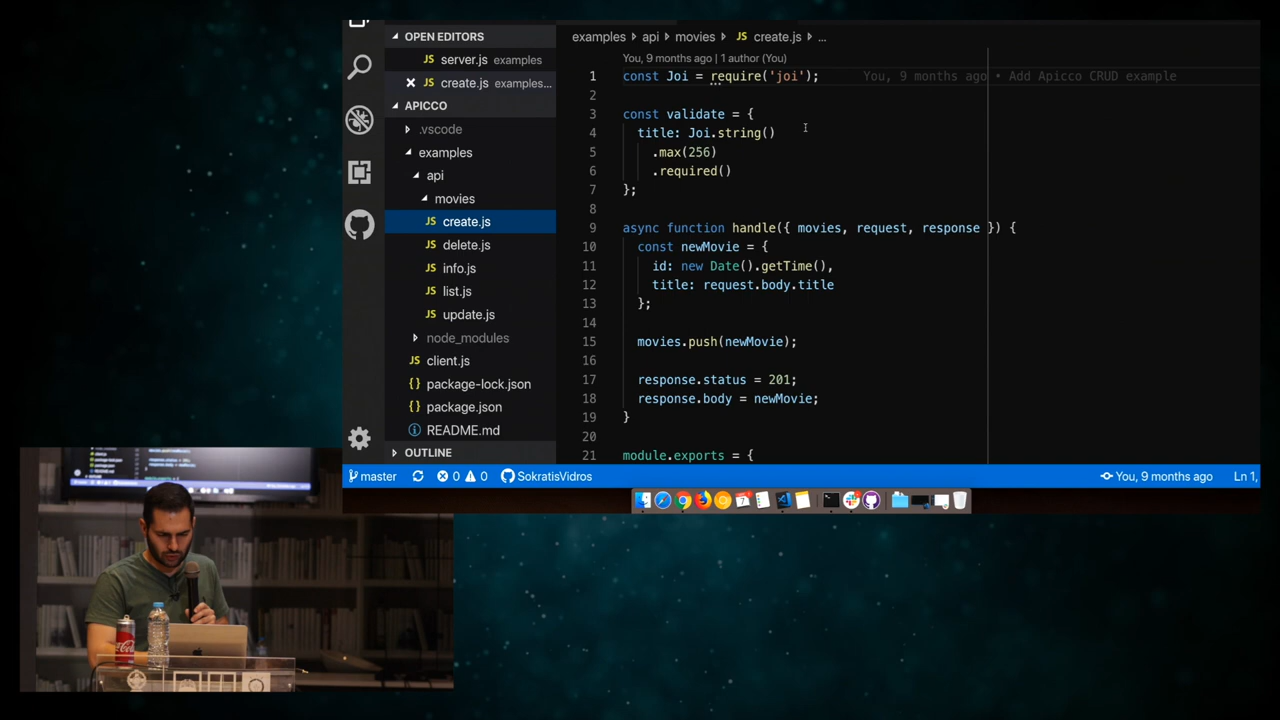 OPEN EDITORS
JS server.js examples
JS create.js examples...
APICCO
.vscode
examples
api
movies
JS create.js
JS delete.js
JS info.js
JS list.js
JS update.js
node_modules
JS client.js
{} package-lock.json
{} package.json
README.md
OUTLINE
examples api movies JS create.js ...
You, 9 months ago | 1 author (You)
1 const Joi = require('joi'); You, 9 months ago • Add Apicco CRUD example
2
3 const validate = {
4 title: Joi.string()
5 .max(256)
6 .required()
7 };
8
9 async function handle({ movies, request, response }) {
10 const newMovie = {
11 id: new Date().getTime(),
12 title: request.body.title
13 };
14
15 movies.push(newMovie);
16
17 response.status = 201;
18 response.body = newMovie;
19 }
20
21 module.exports = {
master 0 0 SokratisVidros You, 9 months ago Ln 1,